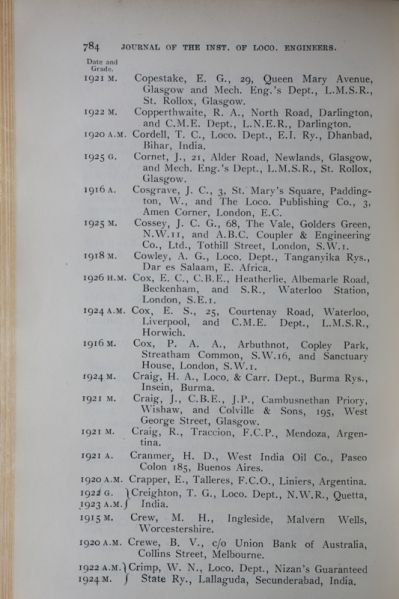 784 JOURNAL OF THE INST. OF LOCO. ENGINEERS.
Date and
Grade.
1921 M. Copestake, E. G., 29, Queen Mary Avenue,
Glasgow and Mech. Eng.'s Dept., L.M.S.R.,
St. Rollox, Glasgow.
1922 M. Copperthwaite, R. A., North Road, Darlington,
and C.M.E. Dept., L.N.E.R., Darlington.
1920 A.M. Cordell, T. C., Loco. Dept., E.I. Ry., Dhanbad,
Bihar, India.
1925 G. Cornet, J., 21, Alder Road, Newlands, Glasgow,
and Mech. Eng.'s Dept., L.M.S.R., St. Rollox,
Glasgow.
1916 A. Cosgrave, J. C., 3, St. Mary's Square, Padding-
ton, W., and The Loco. Publishing Co., 3,
Amen Corner, London, E.C.
1925 M. Cossey, J. C. G., 68, The Vale, Golders Green,
N.W.11, and A.B.C. Coupler & Engineering
Co., Ltd., Tothill Street, London, S.W.1.
1918 M. Cowley, A. G., Loco. Dept., Tanganyika Rys.,
Dar es Salaam, E. Africa.
1926 H.M. Cox, E. C., C.B.E., Heatherlie, Albemarle Road,
Beckenham, and S.R., Waterloo Station,
London, S.E.1.
1924 A.M. Cox, E. S., 25, Courtenay Road, Waterloo,
Liverpool, and C.M.E. Dept., L.M.S.R.,
Horwich.
1916 M. Cox, P. A. A., Arbuthnot, Copley Park,
Streatham Common, S.W.16, and Sanctuary
House, London, S.W.1.
1924 M. Craig, H. A., Loco. & Carr. Dept., Burma Rys.,
Insein, Burma.
1921 M. Craig, J., C.B.E., J.P., Cambusnethan Priory,
Wishaw, and Colville & Sons, 195, West
George Street, Glasgow.
1921 M. Craig, R., Traccion, F.C.P., Mendoza, Argen-
tina.
1921 A. Cranmer, H. D., West India Oil Co., Paseo
Colon 185, Buenos Aires.
1920 A.M. Crapper, E., Talleres, F.C.O., Liniers, Argentina.
1921 G. } Creighton, T. G., Loco. Dept., N.W.R., Quetta,
1923 A.M. } India.
1915 M. Crew, M. H., Ingleside, Malvern Wells,
Worcestershire.
1920 A.M. Crewe, B. V., c/o Union Bank of Australia,
Collins Street, Melbourne.
1922 A.M. } Crimp, W. N., Loco. Dept., Nizan's Guaranteed
1924 M. } State Ry., Lallaguda, Secunderabad, India.